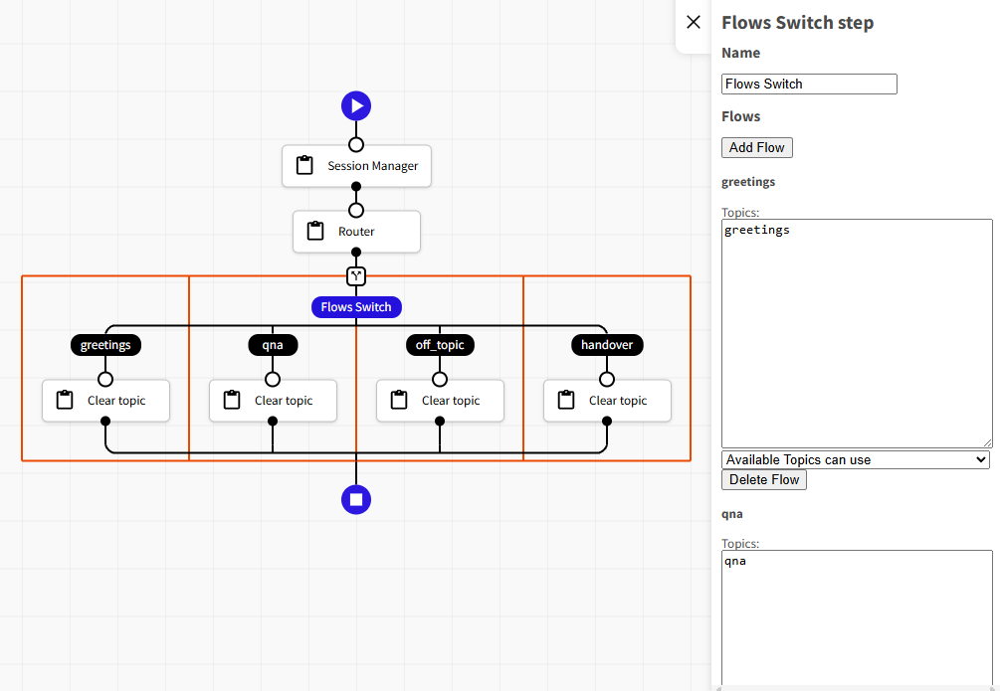 Session Manager
Router
Flows Switch
greetings
qna
off_topic
handover
Clear topic
Clear topic
Clear topic
Clear topic
Flows Switch step
Name
Flows Switch
Flows
Add Flow
greetings
Topics:
greetings
Available Topics can use
Delete Flow
qna
Topics:
qna